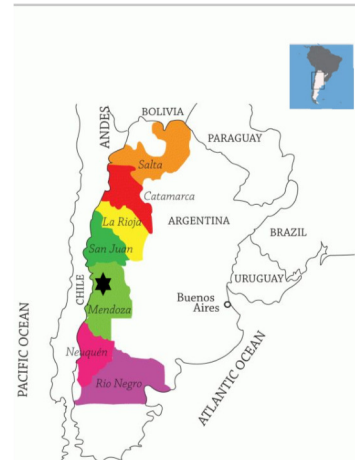 ANDES
BOLIVIA
PARAGUAY
Salta
Catamarca
La Rioja
ARGENTINA
BRAZIL
San Juan
CHILE
URUGUAY
Buenos
Aires
Mendoza
PACIFIC OCEAN
ATLANTIC OCEAN
Neuquén
Río Negro